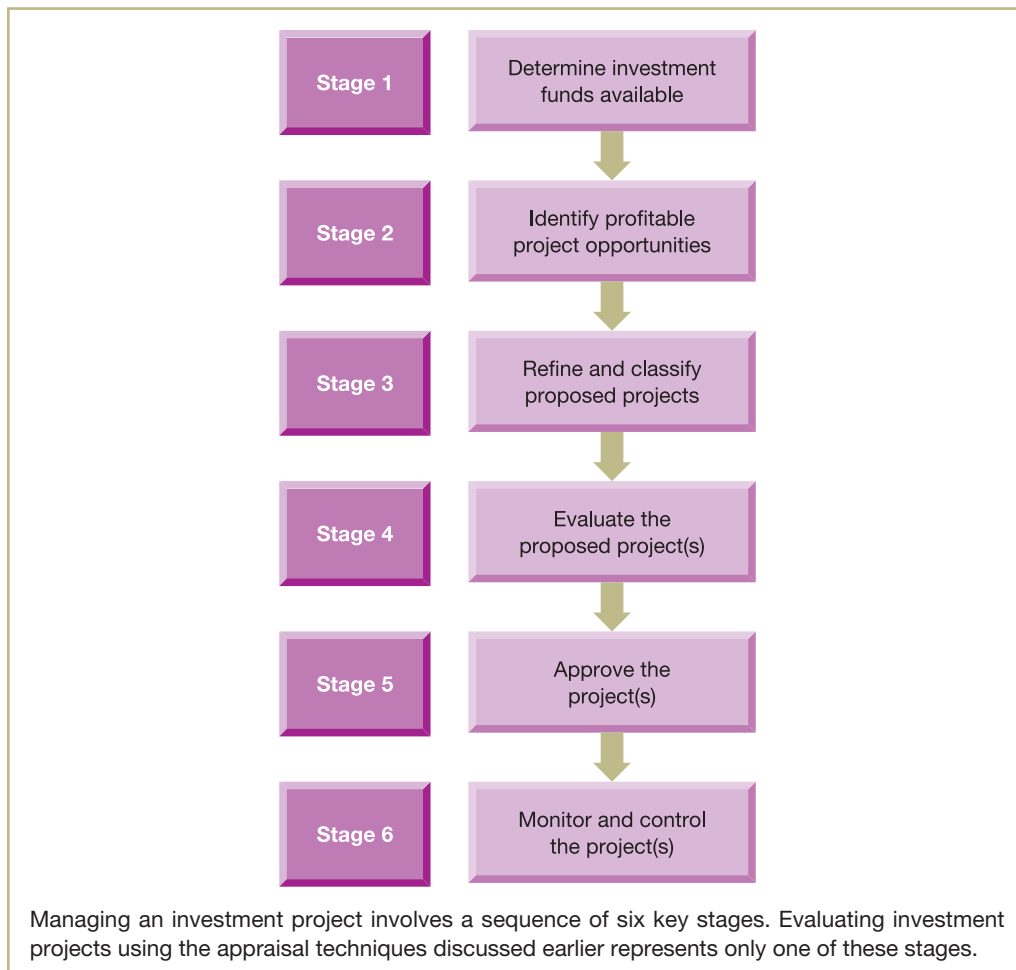 Stage 1
Determine investment
funds available
Stage 2
Identify profitable
project opportunities
Stage 3
Refine and classify
proposed projects
Stage 4
Evaluate the
proposed project(s)
Stage 5
Approve the
project(s)
Stage 6
Monitor and control
the project(s)
Managing an investment project involves a sequence of six key stages. Evaluating investment
projects using the appraisal techniques discussed earlier represents only one of these stages.